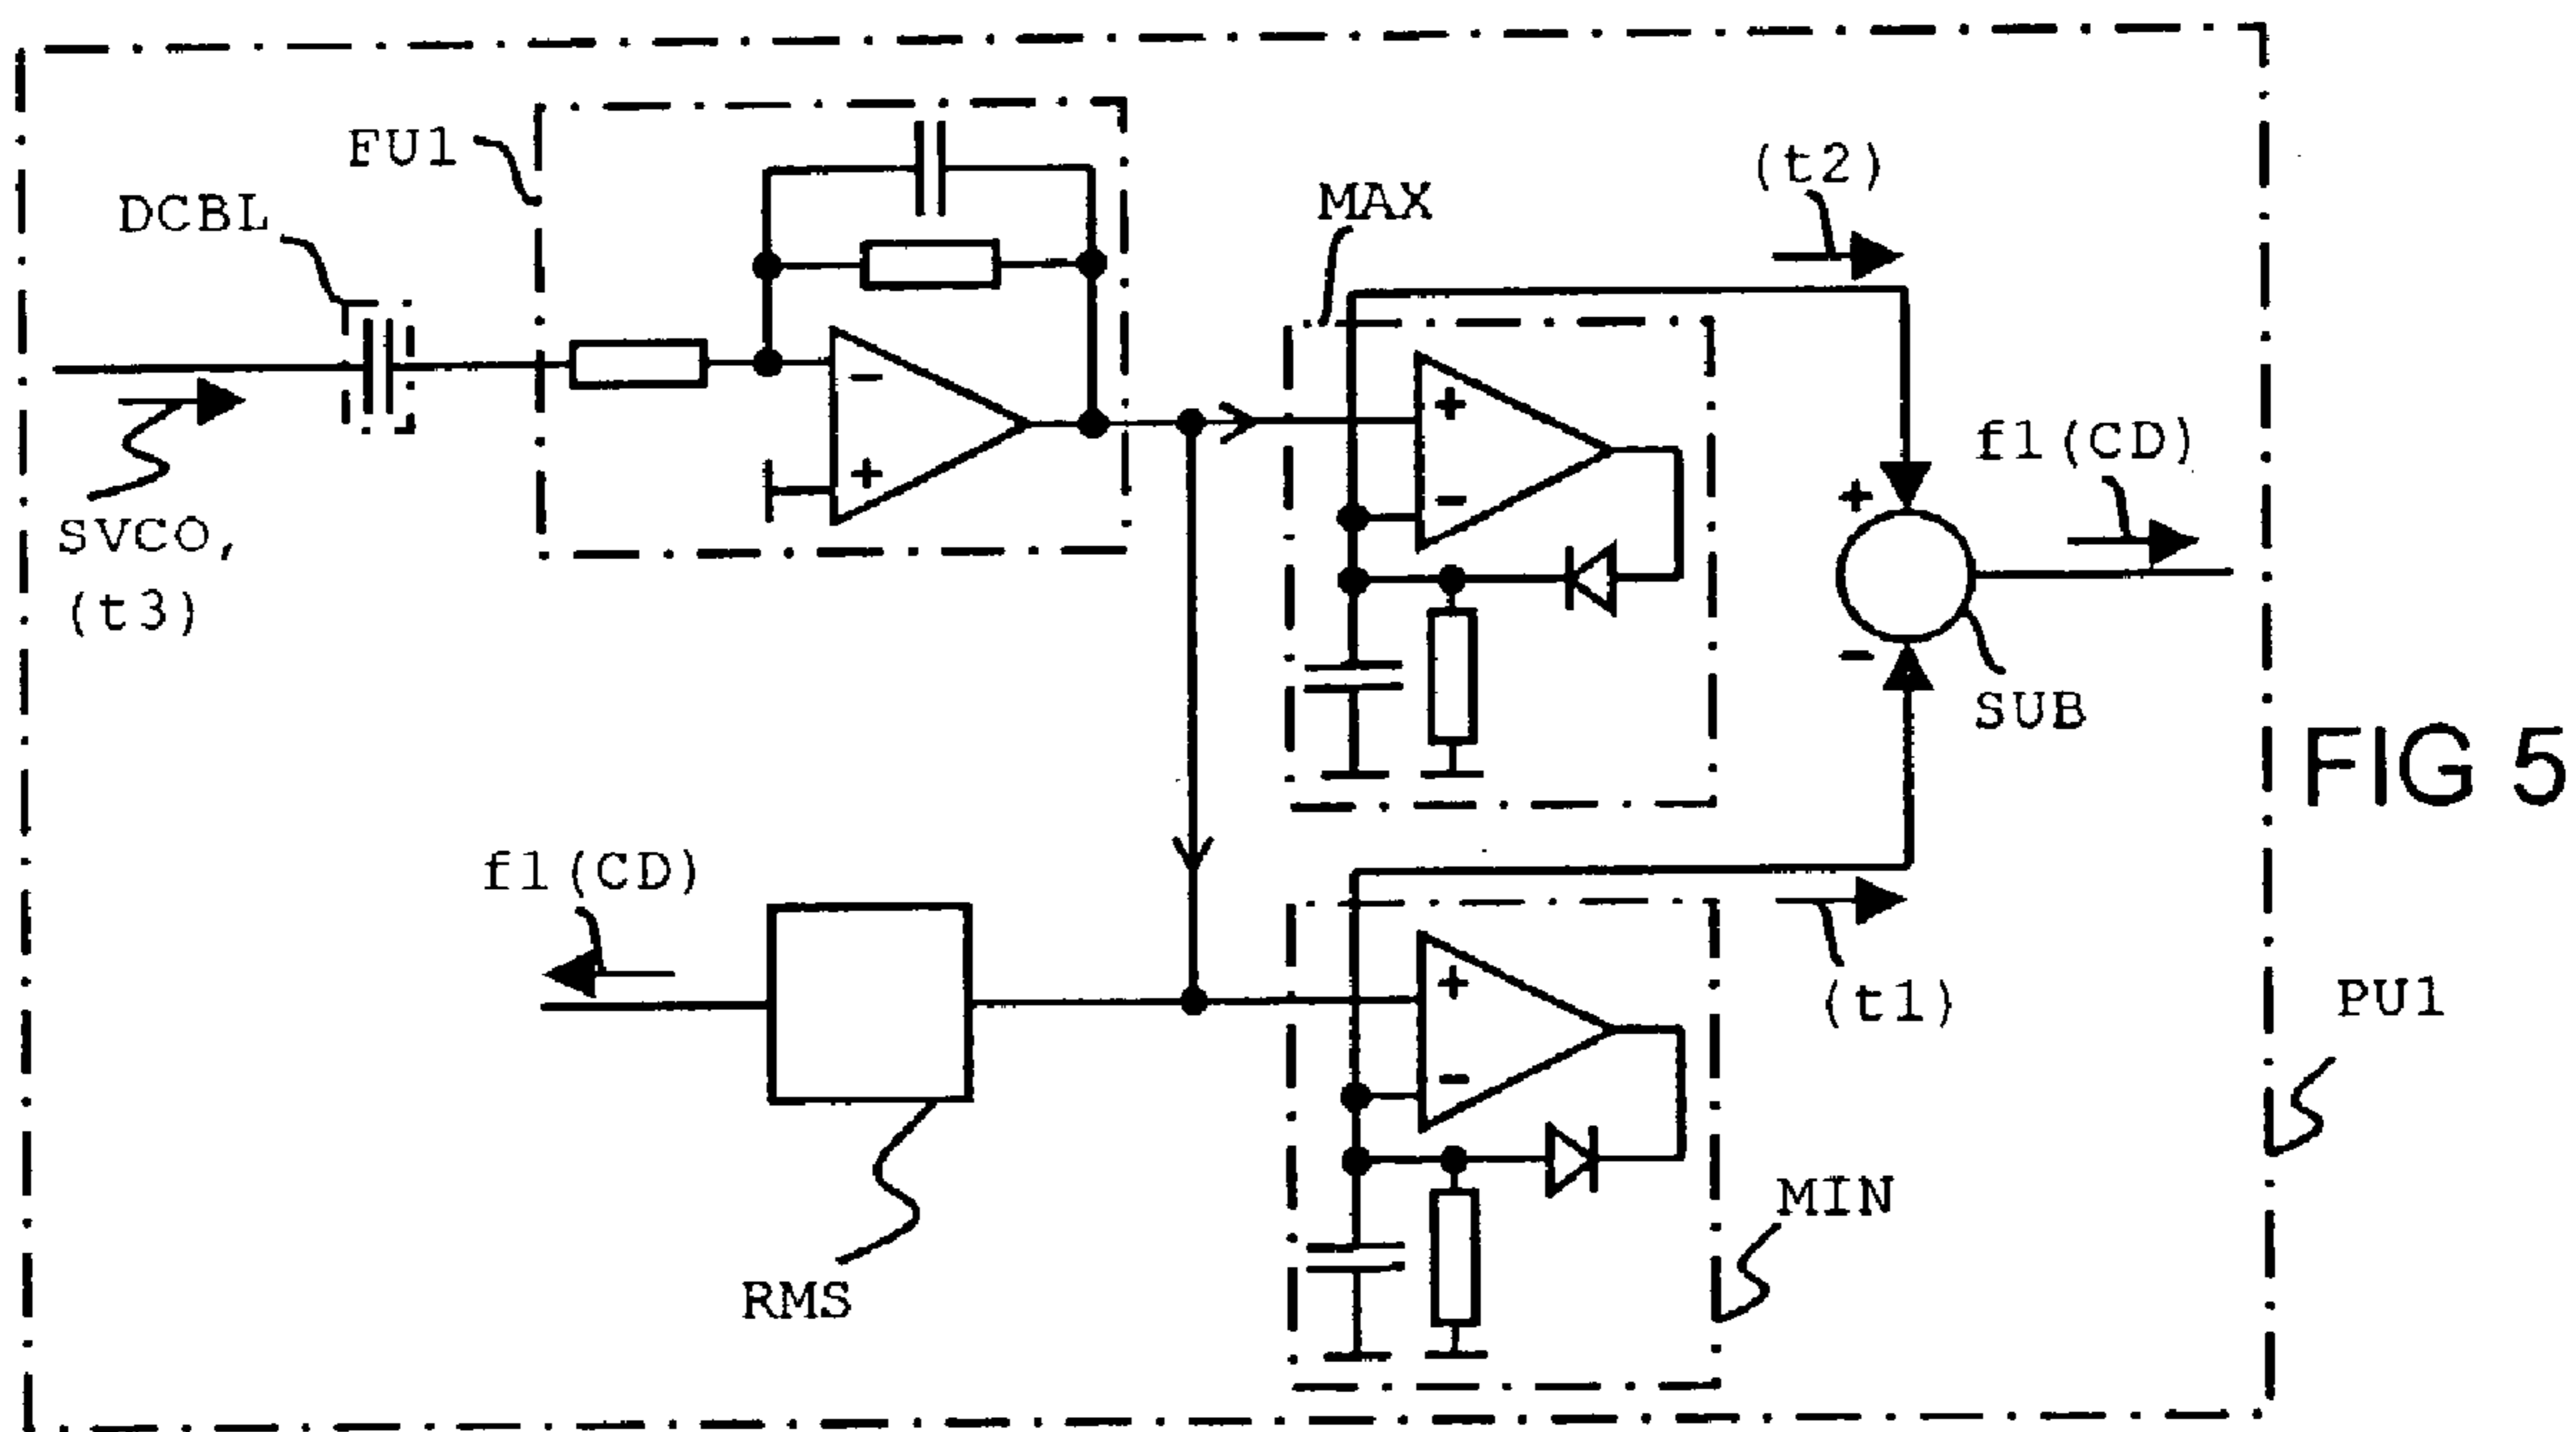 FU1
DCBL
MAX
(t2)
-
+
+
-
+
f1(CD)
SVCO,
(t3)
-
SUB
FIG 5
f1(CD)
+
-
(t1)
PU1
MIN
RMS